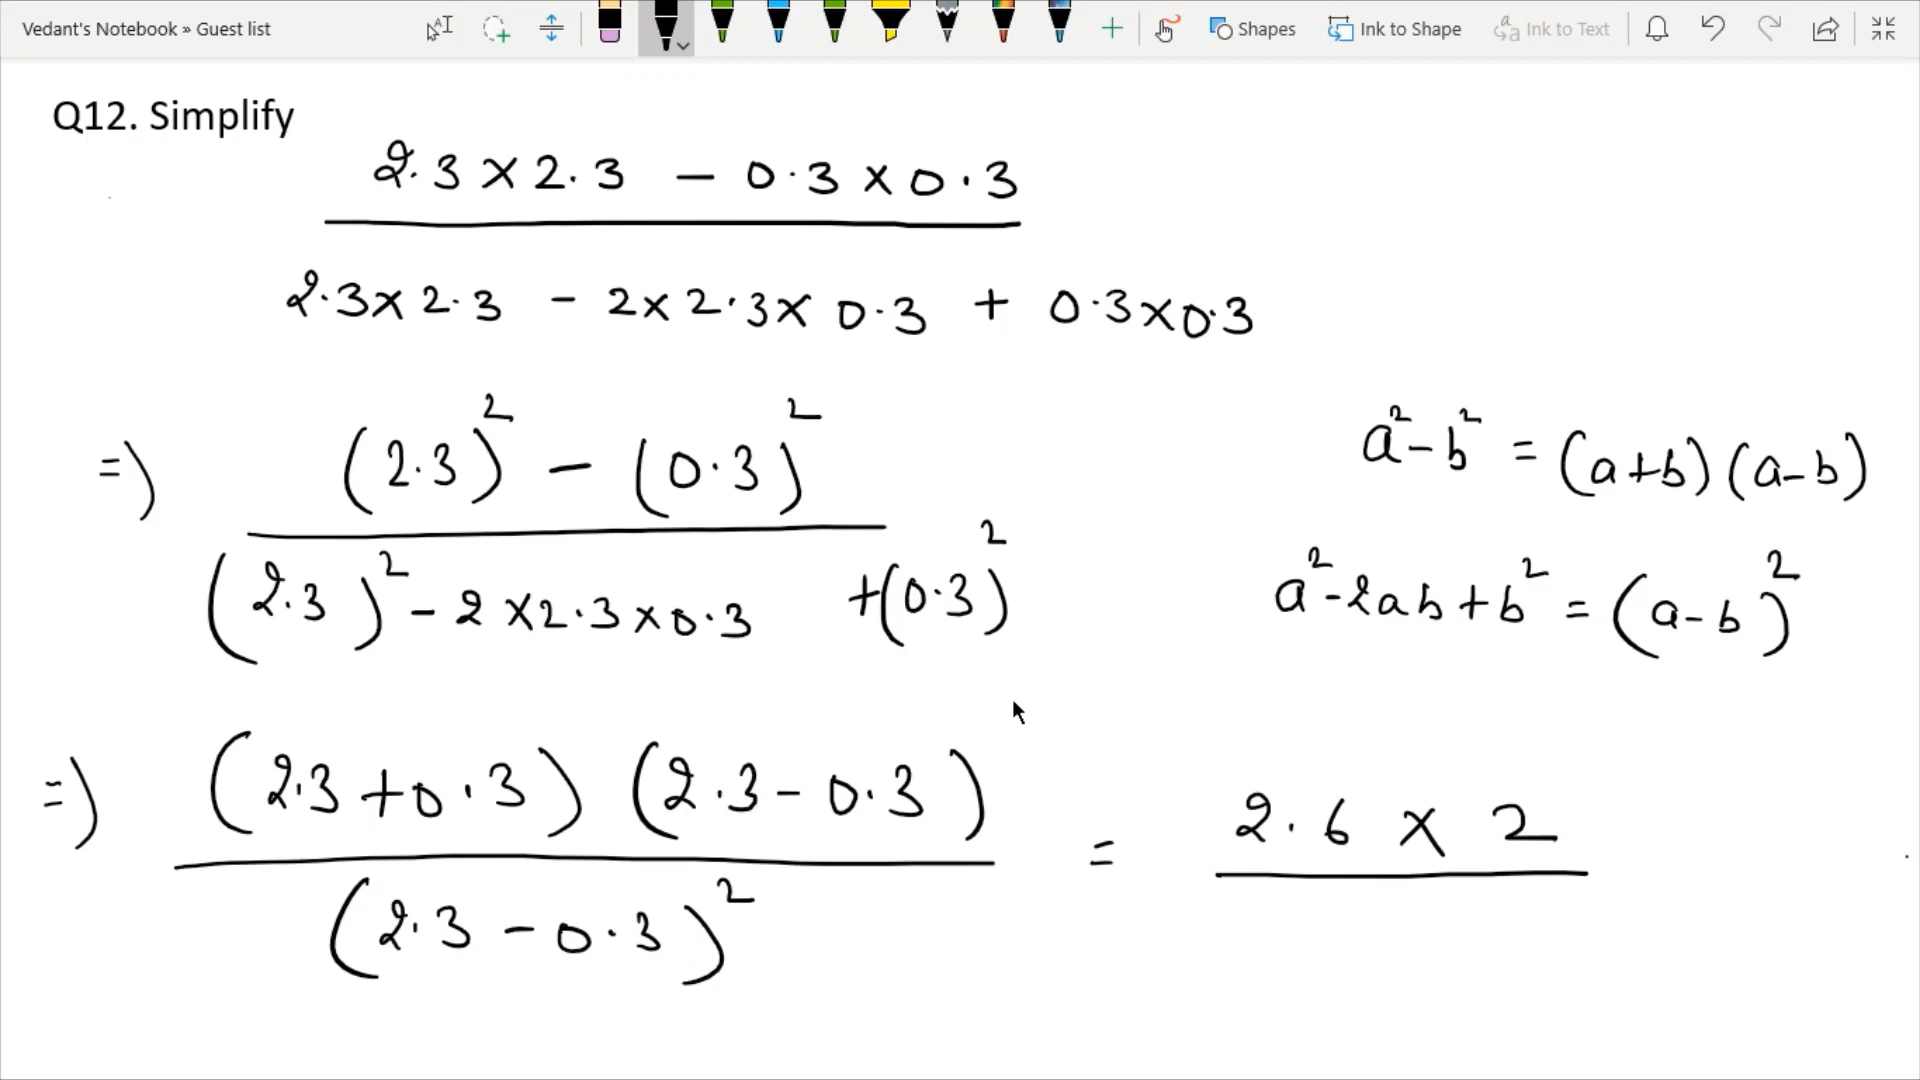 Vedant's Notebook » Guest list
Shapes
Ink to Shape
Ink to Text
Q12. Simplify
2.3 × 2.3 − 0.3 × 0.3
2.3 × 2.3 − 2 × 2.3 × 0.3 + 0.3 × 0.3
⇒ (2.3)² − (0.3)²
(2.3)² − 2 × 2.3 × 0.3 + (0.3)²
a² − b² = (a+b)(a−b)
a² − 2ab + b² = (a−b)²
⇒ (2.3 + 0.3) (2.3 − 0.3)
(2.3 − 0.3)²
= 2.6 × 2